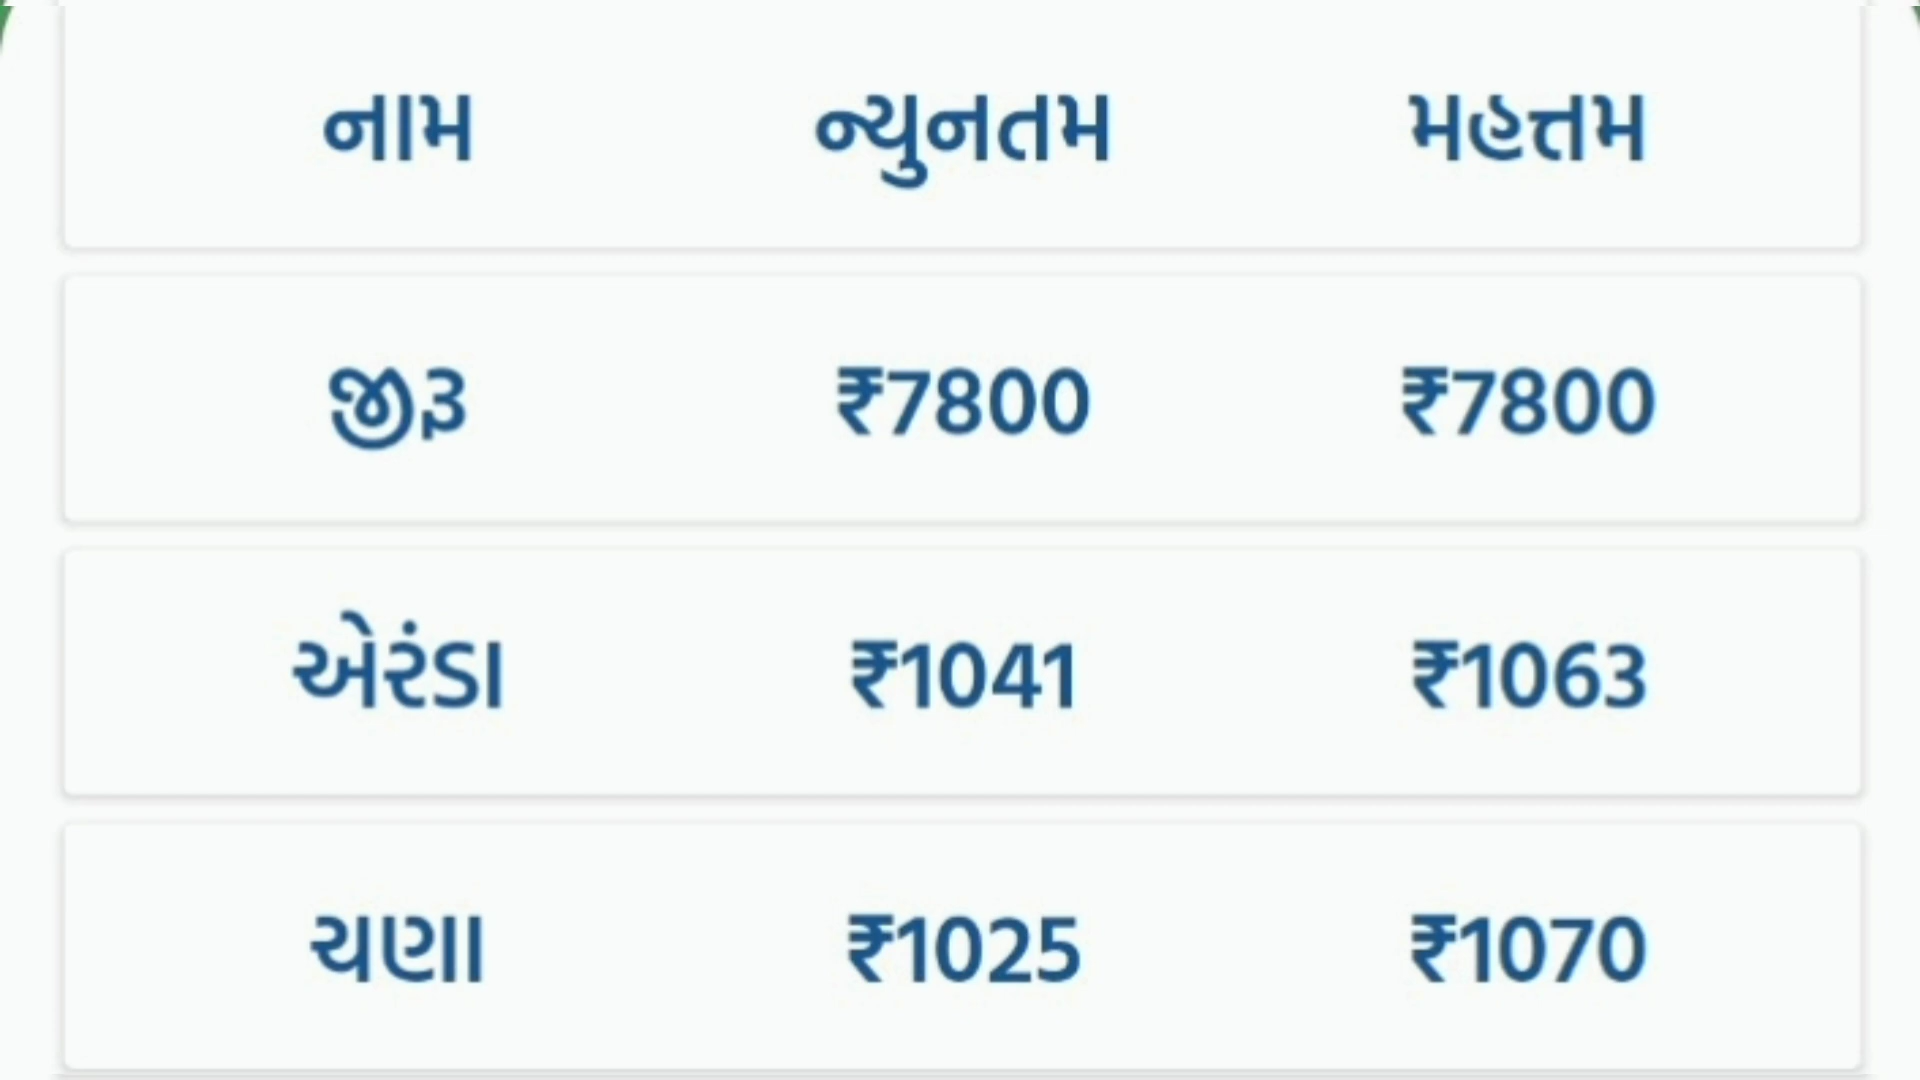 નામ ન્યુનતમ મહત્તમ
જીરૂ ₹7800 ₹7800
એરંડા ₹1041 ₹1063
ચણા ₹1025 ₹1070